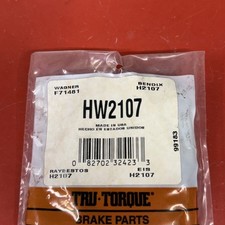 WAGNER
F71481
BENDIX
H2107
HW2107
MADE IN USA
HECHO EN ESTADOS UNIDOS
0 82702 32423 3
99183
RAYBESTOS
H2107
EIS
H2107
TRU-TORQUE
BRAKE PARTS